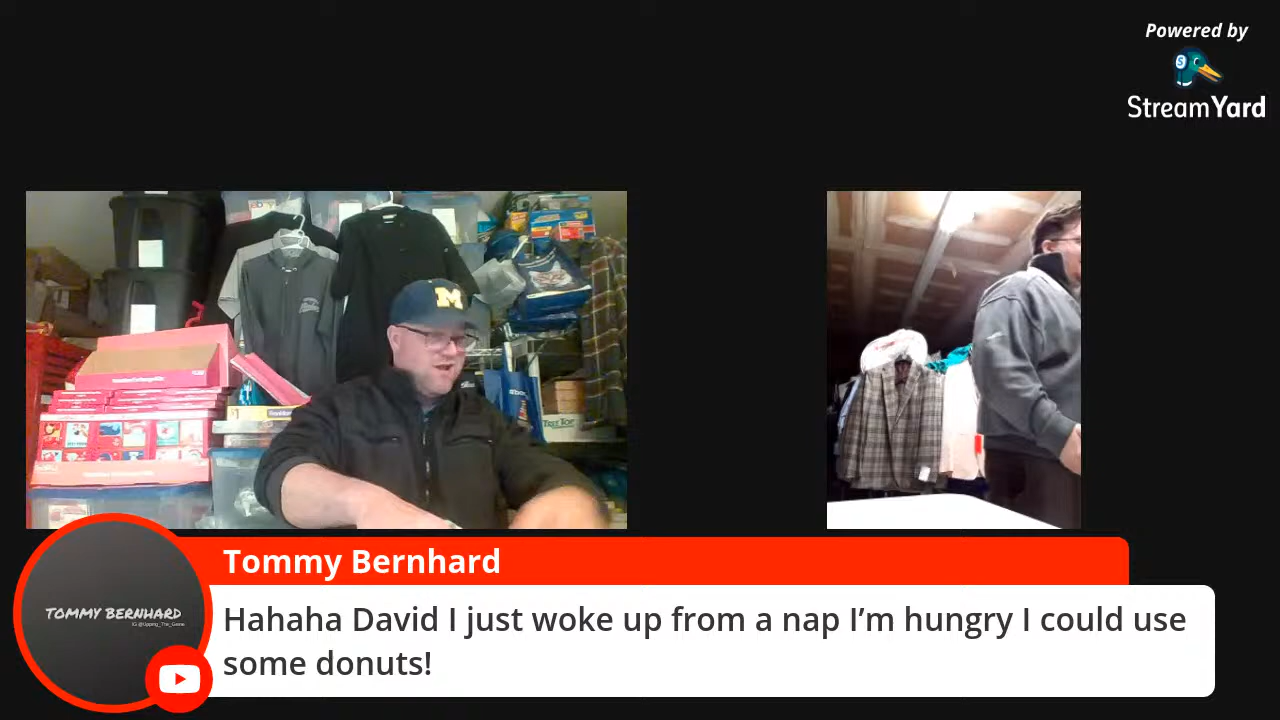 Powered by
StreamYard
ebay
M
Tommy Bernhard
Hahaha David I just woke up from a nap I’m hungry I could use
some donuts!
TOMMY BERNHARD